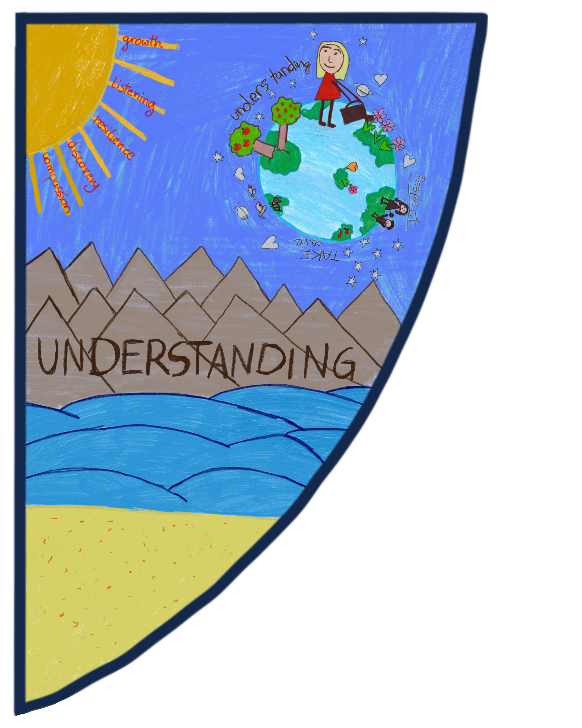 growth
listening
resilience
discovery
compassion
understanding
respect
TAKE
care
UNDERSTANDING